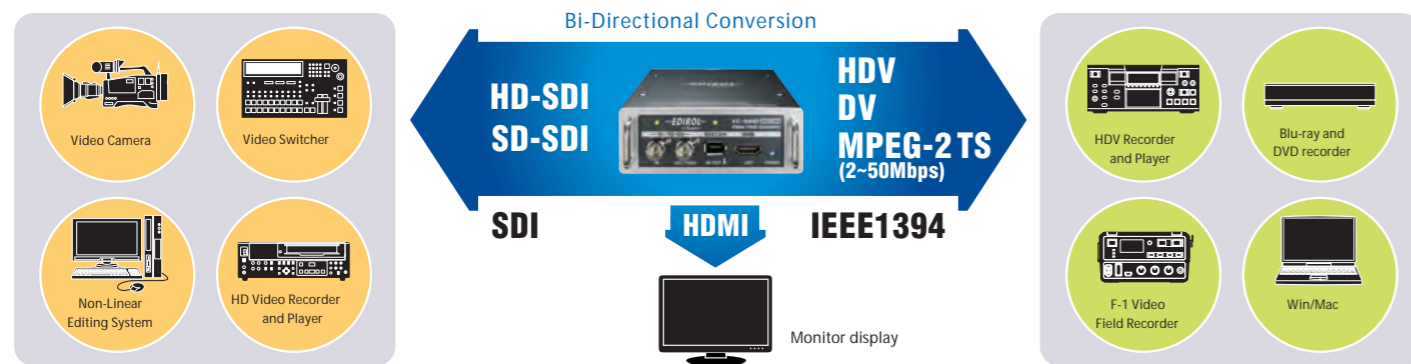 Bi-Directional Conversion
Video Camera
Video Switcher
Non-Linear
Editing System
HD Video Recorder
and Player
HD-SDI
SD-SDI
SDI
EDIROL
HDV
DV
MPEG-2 TS
(2~50Mbps)
HDMI
IEEE1394
Monitor display
HDV Recorder
and Player
Blu-ray and
DVD recorder
F-1 Video
Field Recorder
Win/Mac